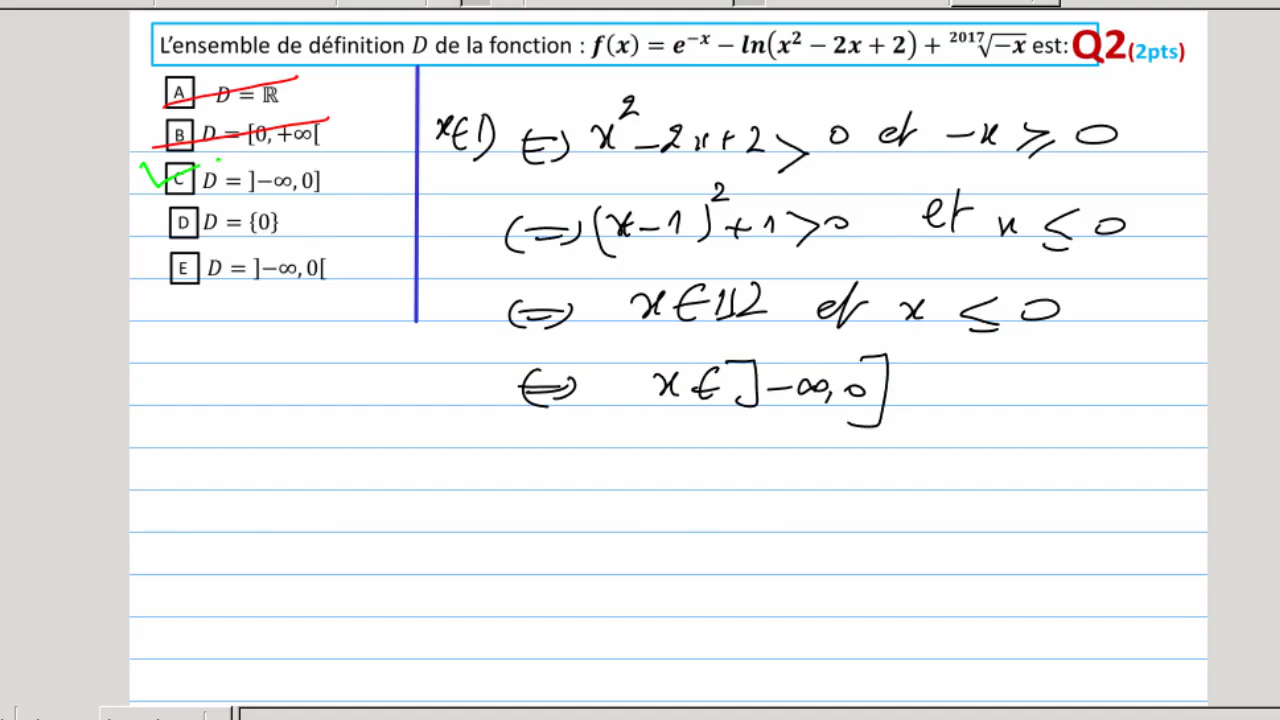 L'ensemble de définition D de la fonction : f(x) = e^{-x} − ln(x² − 2x + 2) + ²⁰¹⁷√−x est: Q2 (2pts)
A D = ℝ
B D = [0, +∞[
C D = ]−∞, 0]
D D = {0}
E D = ]−∞, 0[
x∈D ⟺ x² − 2x + 2 > 0 et −x ≥ 0
⟺ (x − 1)² + 1 > 0 et x ≤ 0
⟺ x ∈ ℝ et x ≤ 0
⟺ x ∈ ]−∞, 0]